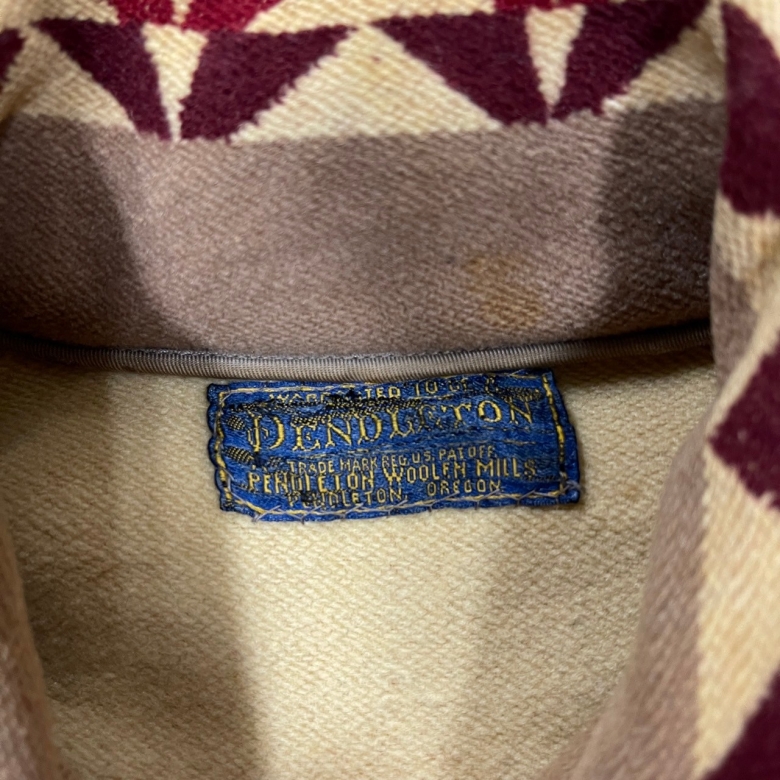 WARRANTED TO BE A
PENDLETON
TRADE MARK REG. U.S. PAT. OFF.
PENDLETON WOOLEN MILLS
PENDLETON, OREGON